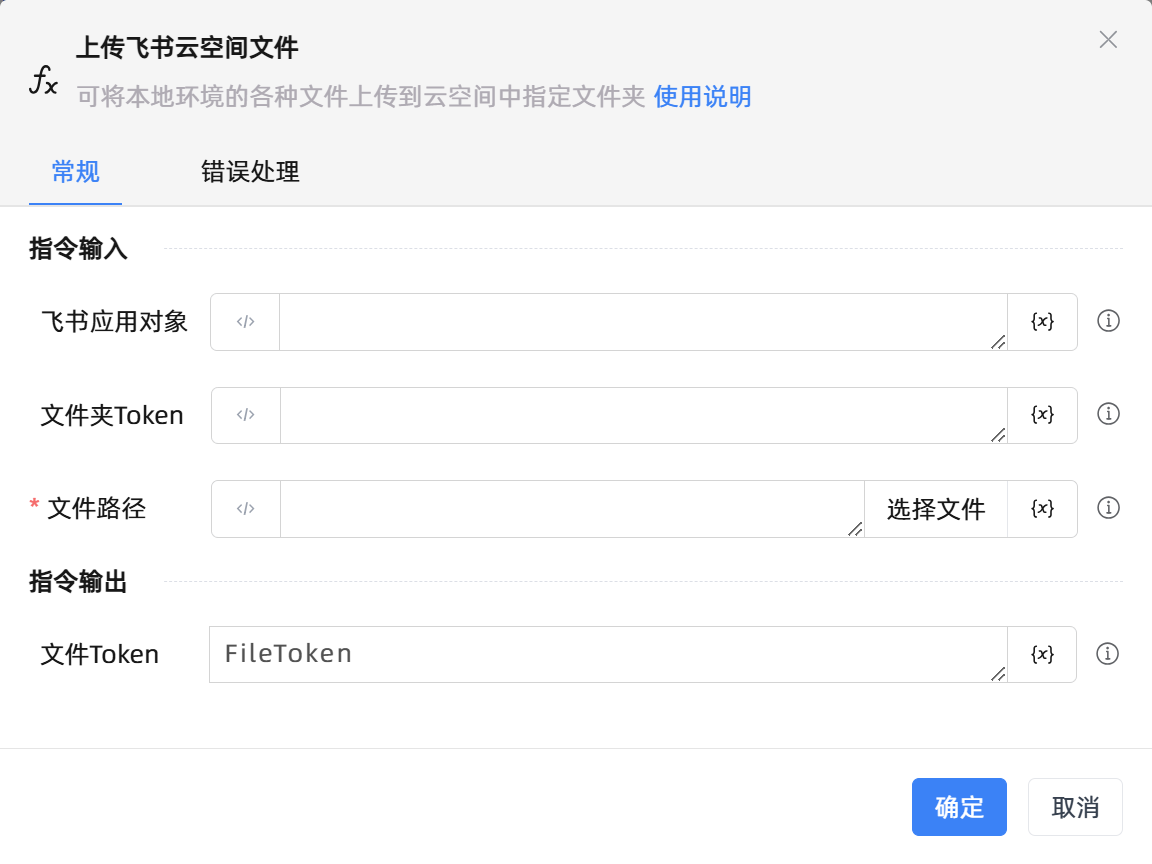 上传飞书云空间文件
fx
可将本地环境的各种文件上传到云空间中指定文件夹 使用说明
常规 错误处理
指令输入
飞书应用对象 </> {x}
文件夹Token </> {x}
* 文件路径 </> 选择文件 {x}
指令输出
文件Token FileToken {x}
确定 取消